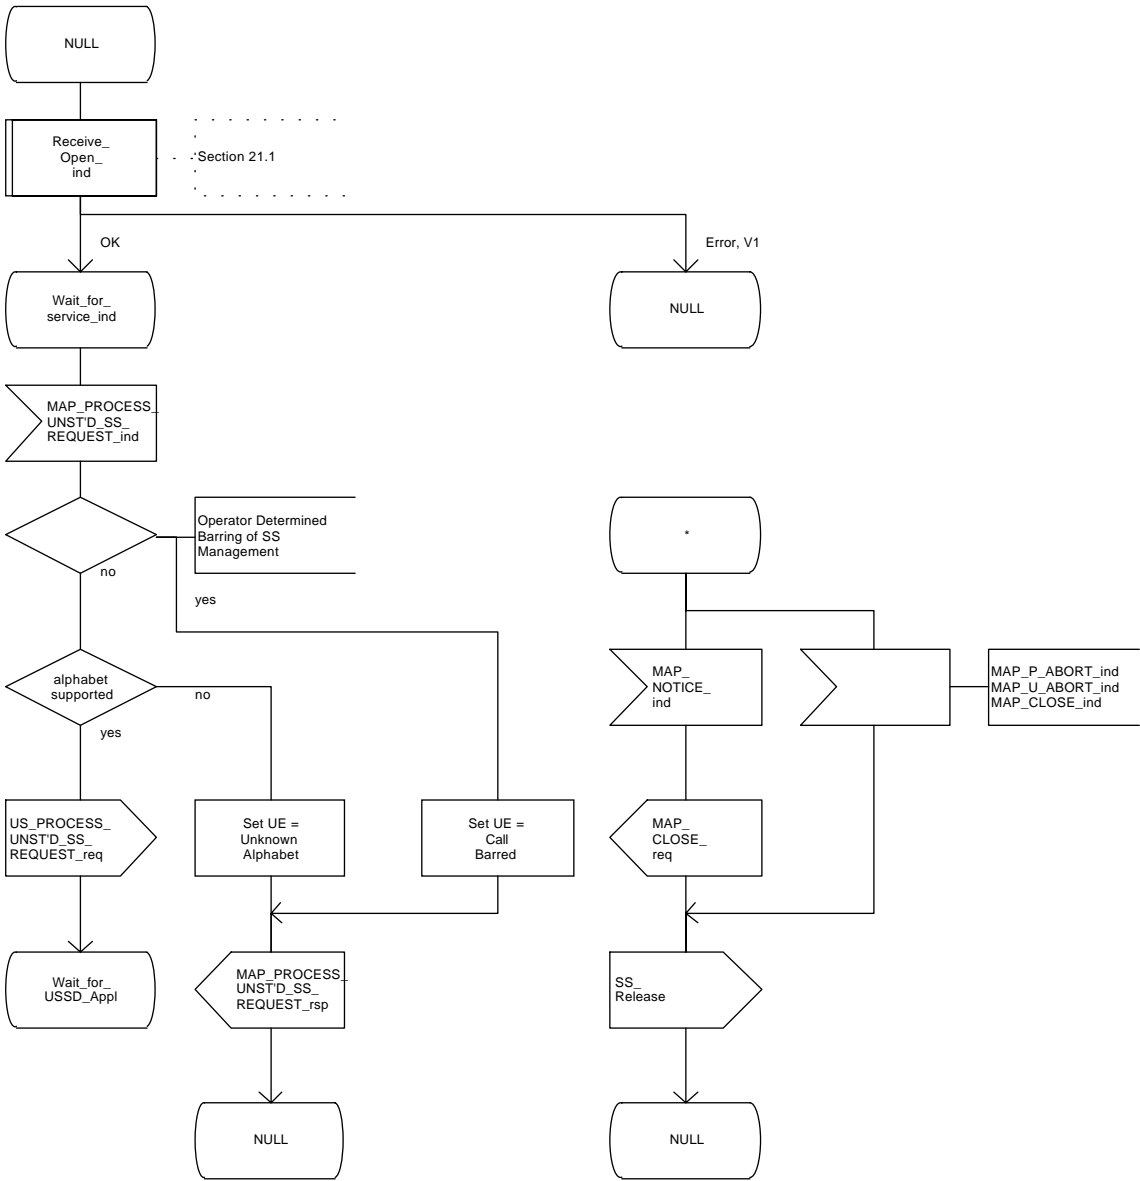 NULL
Receive_
Open_
ind
Section 21.1
OK
Error, V1
Wait_for_
service_ind
NULL
MAP_PROCESS_
UNST'D_SS_
REQUEST_ind
Operator Determined
Barring of SS
Management
*
no
yes
alphabet
supported
no
yes
MAP_
NOTICE_
ind
MAP_P_ABORT_ind
MAP_U_ABORT_ind
MAP_CLOSE_ind
US_PROCESS_
UNST'D_SS_
REQUEST_req
Set UE =
Unknown
Alphabet
Set UE =
Call
Barred
MAP_
CLOSE_
req
Wait_for_
USSD_Appl
MAP_PROCESS_
UNST'D_SS_
REQUEST_rsp
SS_
Release
NULL
NULL